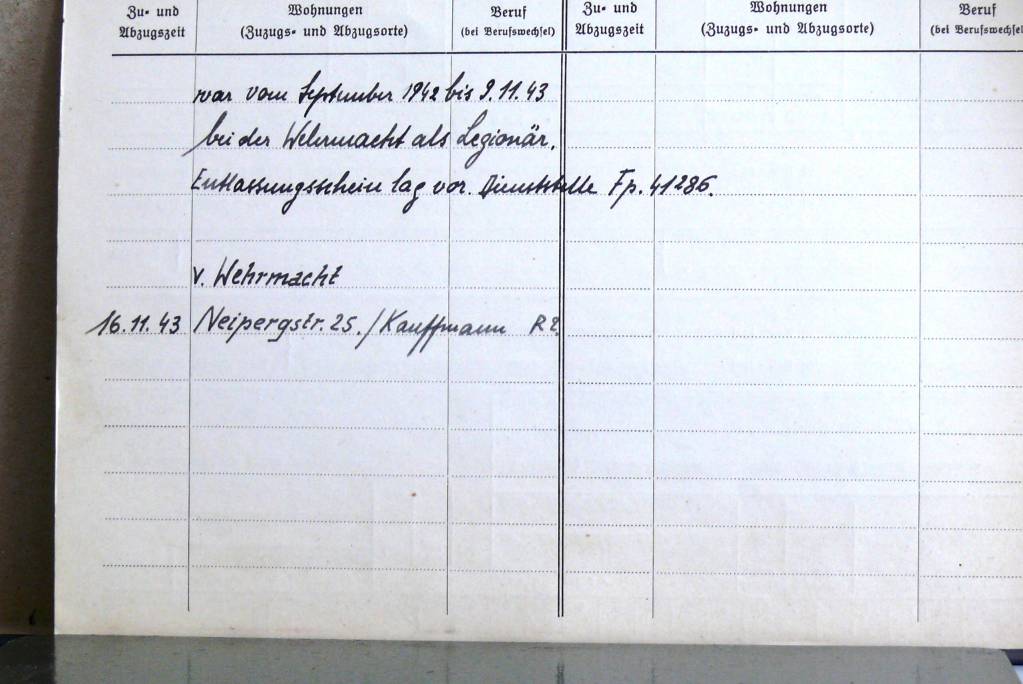 Zu- und Abzugszeit
Wohnungen
(Zuzugs- und Abzugsorte)
Beruf
(bei Berufswechsel)
Zu- und Abzugszeit
Wohnungen
(Zuzugs- und Abzugsorte)
Beruf
(bei Berufswechsel)
war vom September 1942 bis 9.11.43
bei der Wehrmacht als Legionär.
Entlassungsschein lag vor. Dienststelle Fp. 41286.
v. Wehrmacht
16.11.43 Neipergstr. 25. / Kauffmann